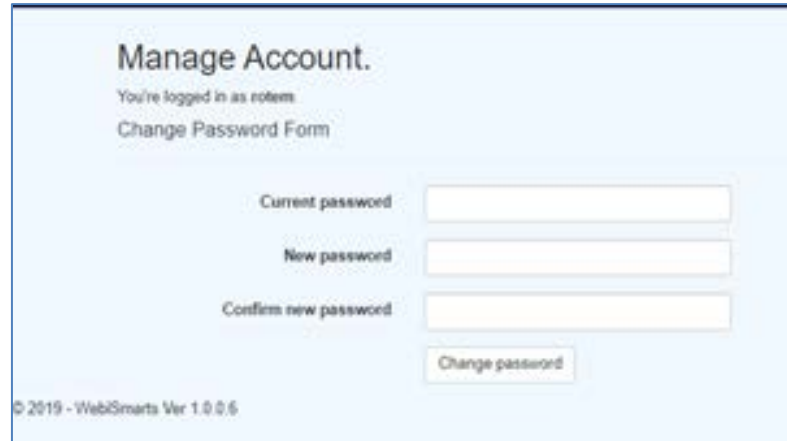 Manage Account.
You're logged in as rotem
Change Password Form
Current password
New password
Confirm new password
Change password
© 2019 - WebiSmarts Ver 1.0.0.6